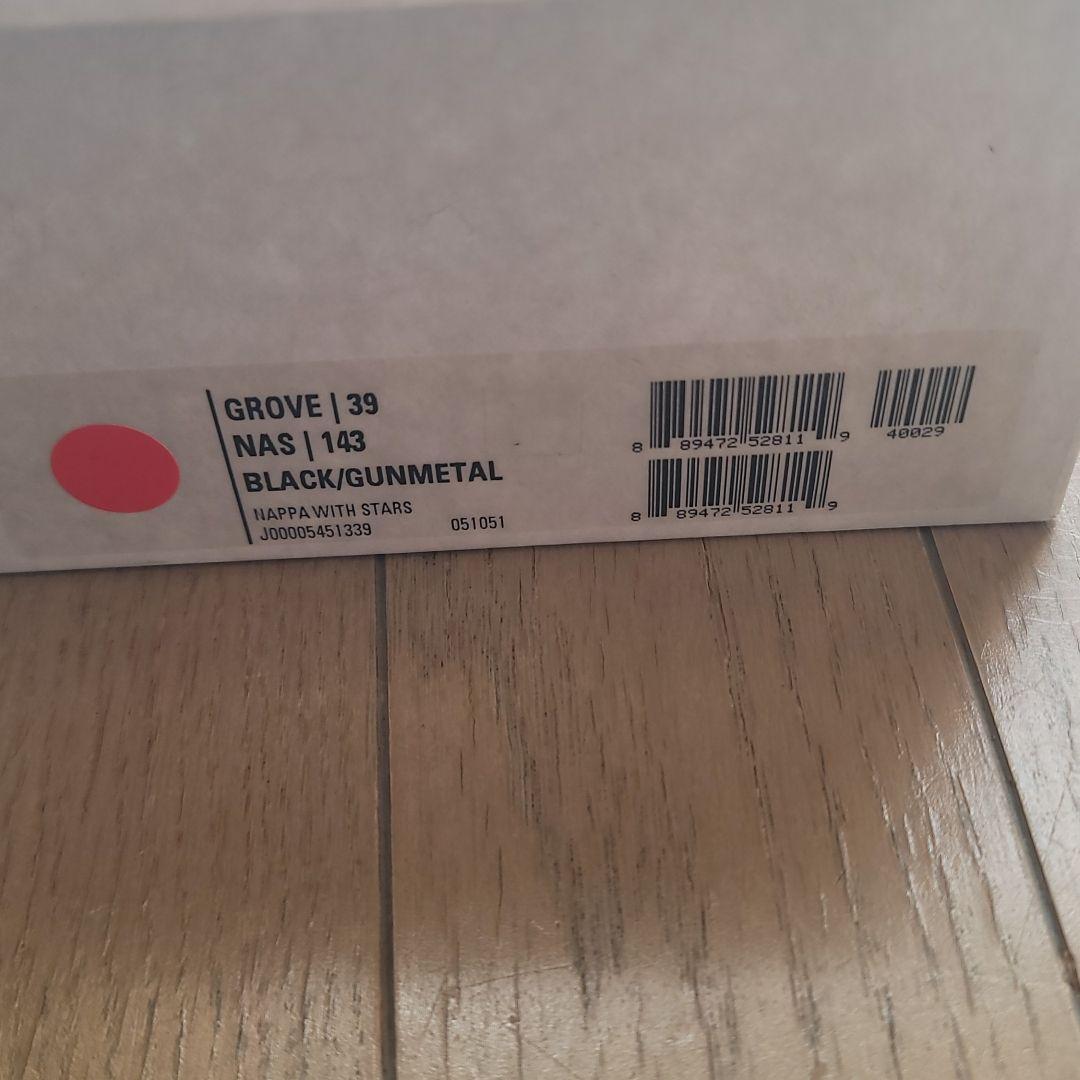 GROVE | 39
NAS | 143
BLACK/GUNMETAL
NAPPA WITH STARS
J00005451339 051051
8 89472 52811 9
40029
8 89472 52811 9